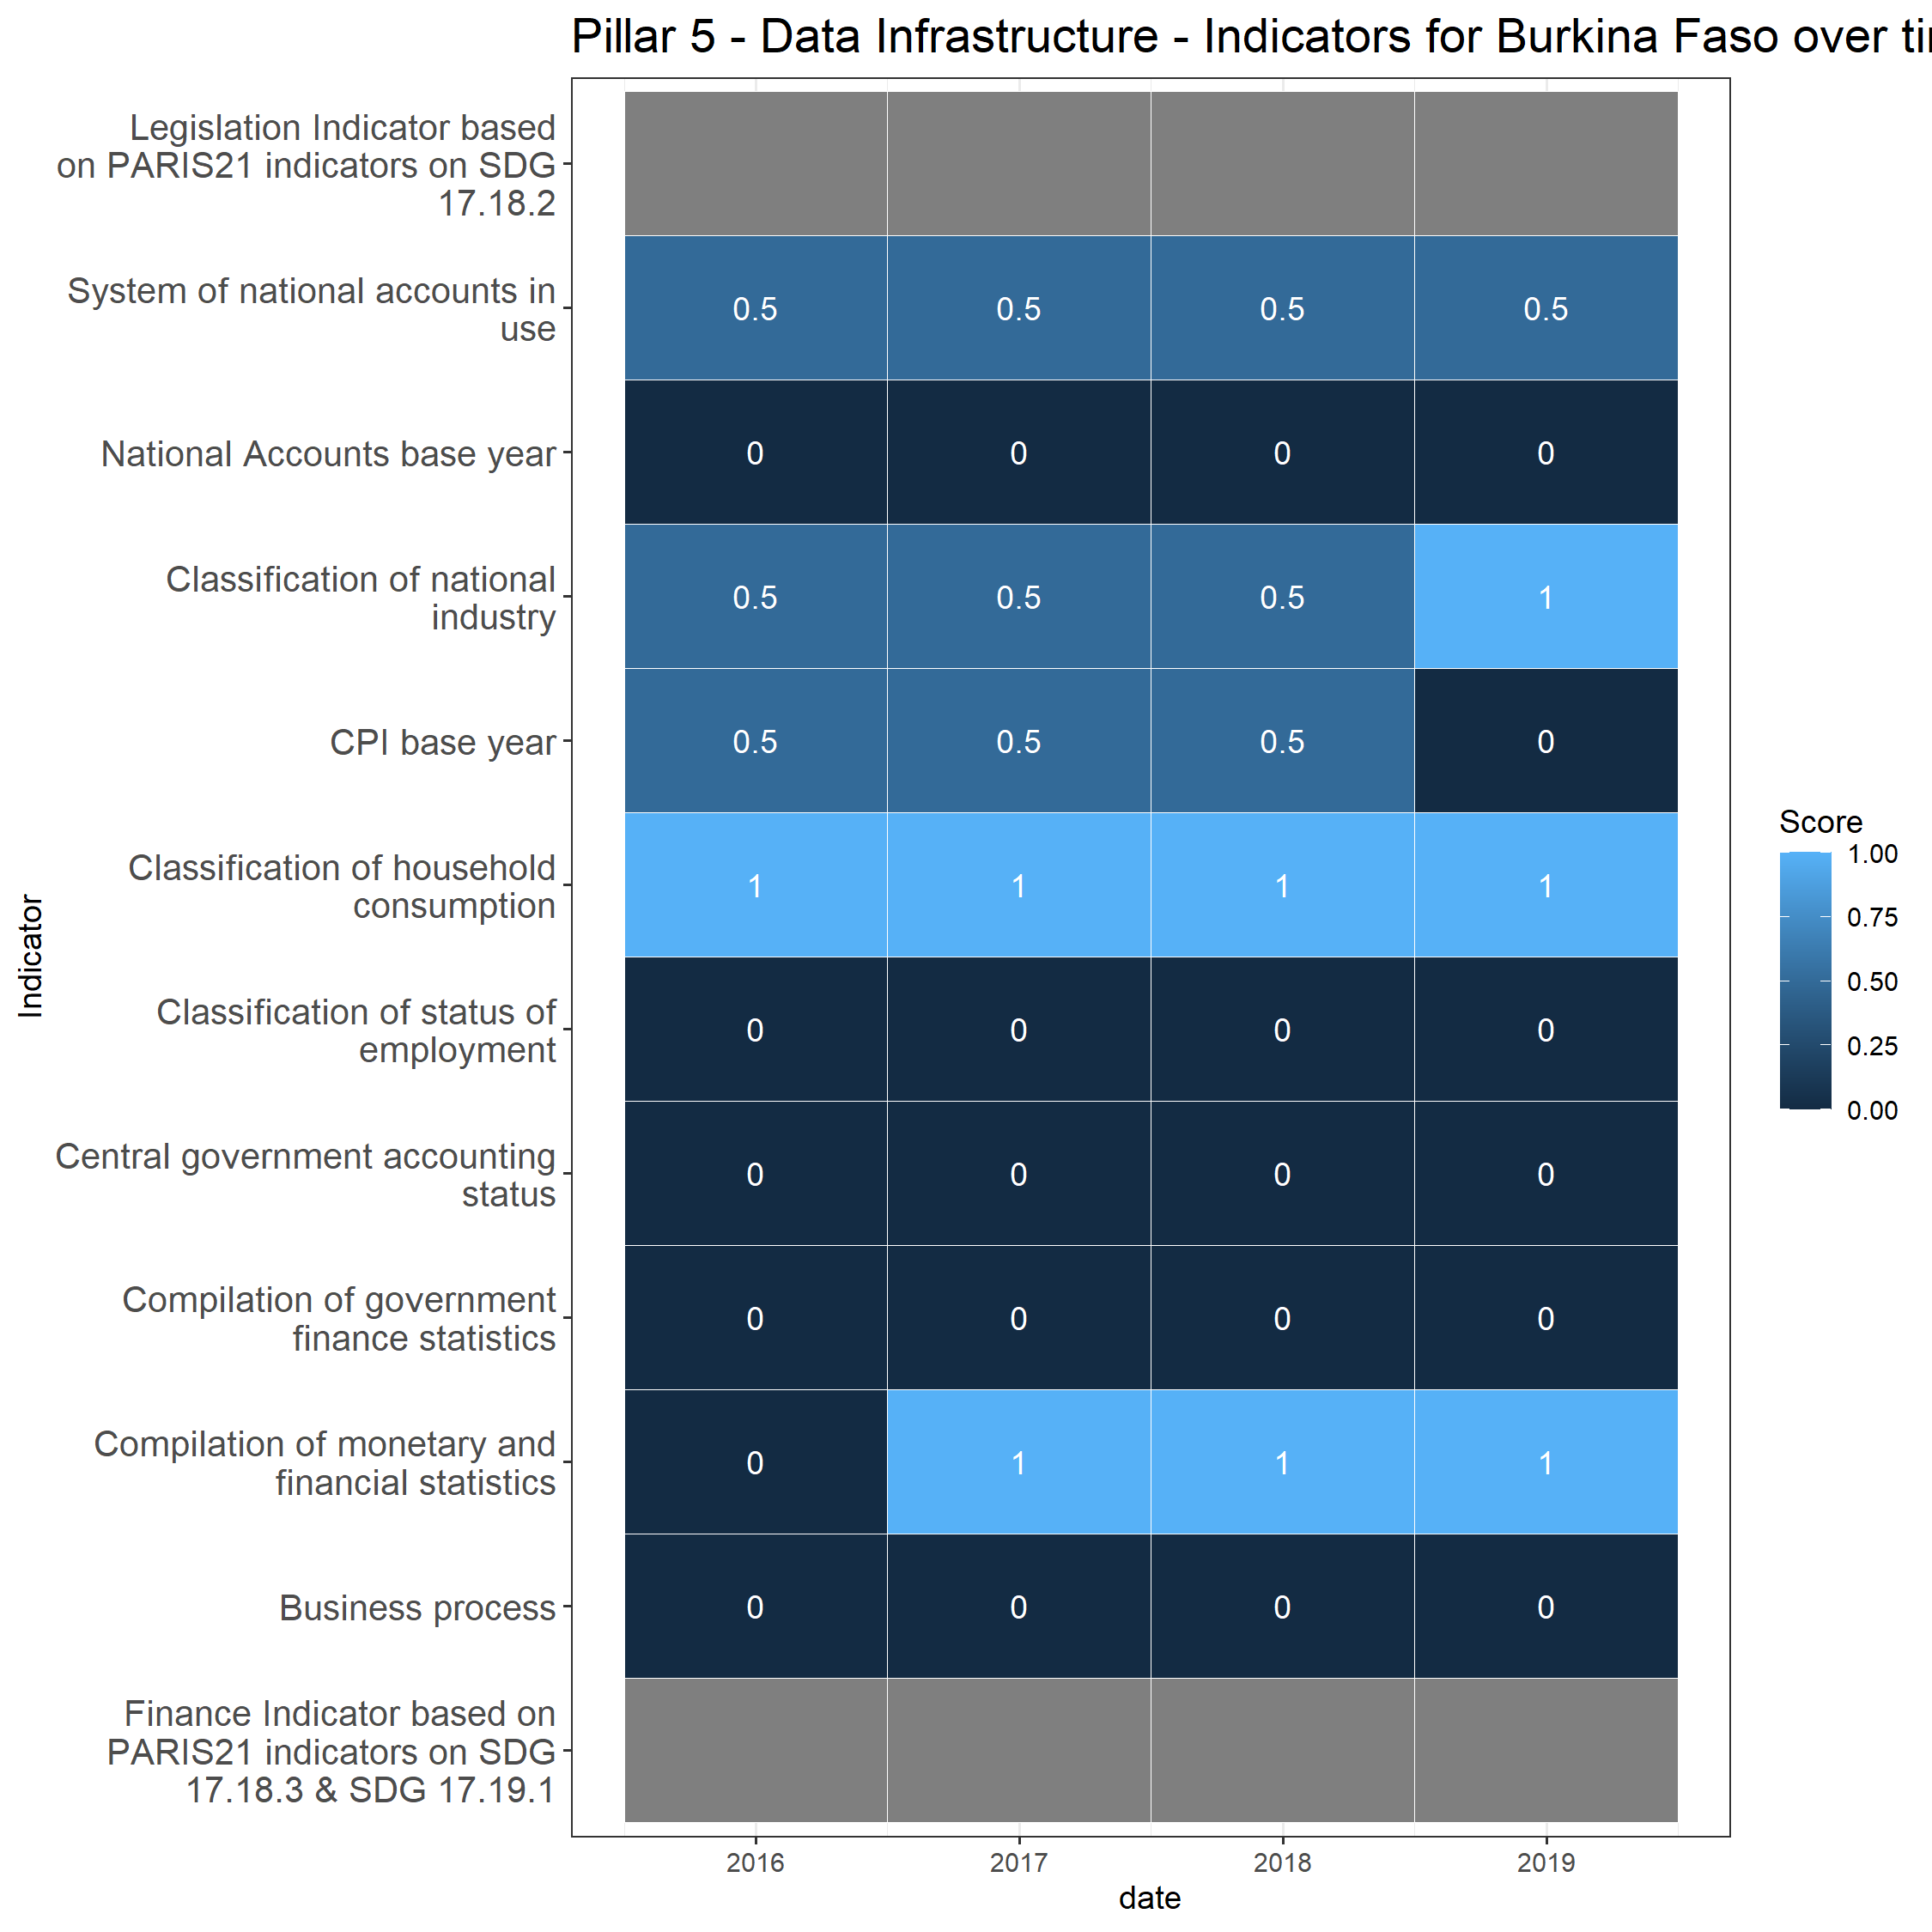 Pillar 5 - Data Infrastructure - Indicators for Burkina Faso over
Legislation Indicator based
on PARIS21 indicators on SDG
17.18.2
System of national accounts in
use
0.5 0.5 0.5 0.5
National Accounts base year
0 0 0 0
Classification of national
industry
0.5 0.5 0.5 1
CPI base year
0.5 0.5 0.5 0
Classification of household
consumption
1 1 1 1
Classification of status of
employment
0 0 0 0
Central government accounting
status
0 0 0 0
Compilation of government
finance statistics
0 0 0 0
Compilation of monetary and
financial statistics
0 1 1 1
Business process
0 0 0 0
Finance Indicator based on
PARIS21 indicators on SDG
17.18.3 & SDG 17.19.1
2016 2017 2018 2019
date
Indicator
Score
1.00
0.75
0.50
0.25
0.00